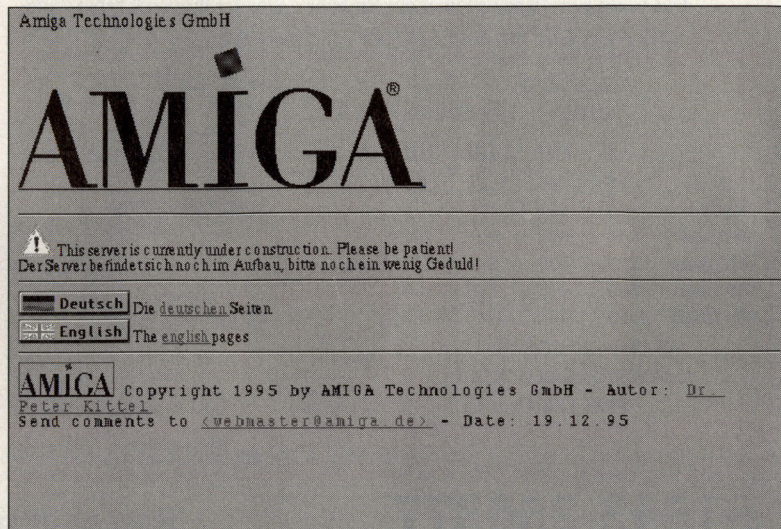 Amiga Technologies GmbH
AMIGA®
This server is currently under construction. Please be patient!
Der Server befindet sich noch im Aufbau, bitte noch ein wenig Geduld!
Deutsch Die deutschen Seiten
English The english pages
AMIGA Copyright 1995 by AMIGA Technologies GmbH - Autor: Dr.
Peter Kittel
Send comments to <webmaster@amiga.de> - Date: 19.12.95